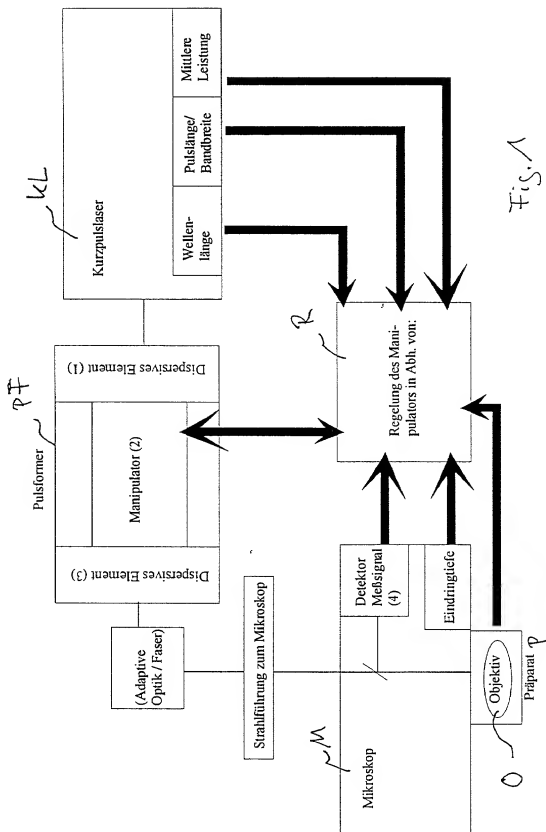 KL
Kurzpulslaser
Wellen-
länge
Pulslänge/
Bandbreite
Mittlere
Leistung
PF
Pulsformer
Dispersives Element (3)
Manipulator (2)
Dispersives Element (1)
(Adaptive
Optik / Faser)
Strahlführung zum Mikroskop
M
Mikroskop
Detektor
Meßsignal
(4)
Eindringtiefe
Objektiv
O
Präparat
P
R
Regelung des Mani-
pulators in Abh. von:
Fig. 1